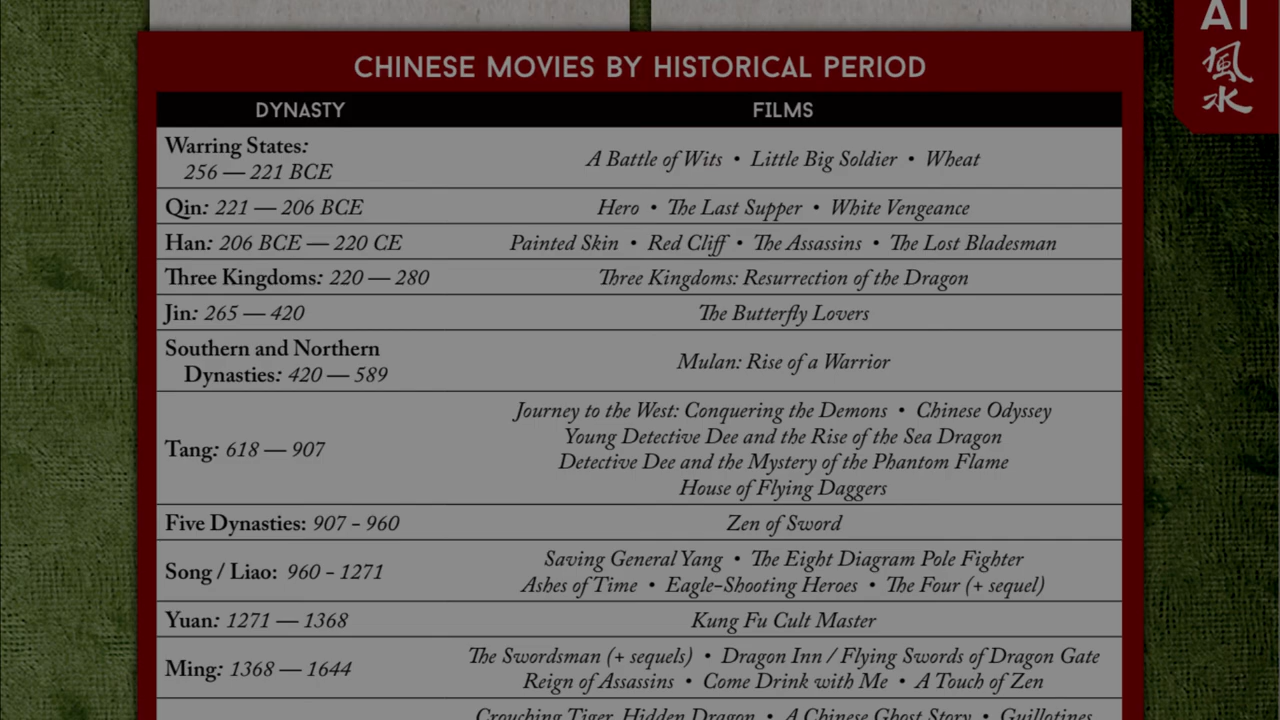 AI
風
水
CHINESE MOVIES BY HISTORICAL PERIOD
DYNASTY FILMS
Warring States:
256 — 221 BCE
A Battle of Wits • Little Big Soldier • Wheat
Qin: 221 — 206 BCE
Hero • The Last Supper • White Vengeance
Han: 206 BCE — 220 CE
Painted Skin • Red Cliff • The Assassins • The Lost Bladesman
Three Kingdoms: 220 — 280
Three Kingdoms: Resurrection of the Dragon
Jin: 265 — 420
The Butterfly Lovers
Southern and Northern
Dynasties: 420 — 589
Mulan: Rise of a Warrior
Tang: 618 — 907
Journey to the West: Conquering the Demons • Chinese Odyssey
Young Detective Dee and the Rise of the Sea Dragon
Detective Dee and the Mystery of the Phantom Flame
House of Flying Daggers
Five Dynasties: 907 - 960
Zen of Sword
Song / Liao: 960 - 1271
Saving General Yang • The Eight Diagram Pole Fighter
Ashes of Time • Eagle-Shooting Heroes • The Four (+ sequel)
Yuan: 1271 — 1368
Kung Fu Cult Master
Ming: 1368 — 1644
The Swordsman (+ sequels) • Dragon Inn / Flying Swords of Dragon Gate
Reign of Assassins • Come Drink with Me • A Touch of Zen
Crouching Tiger, Hidden Dragon • A Chinese Ghost Story • Guillotines